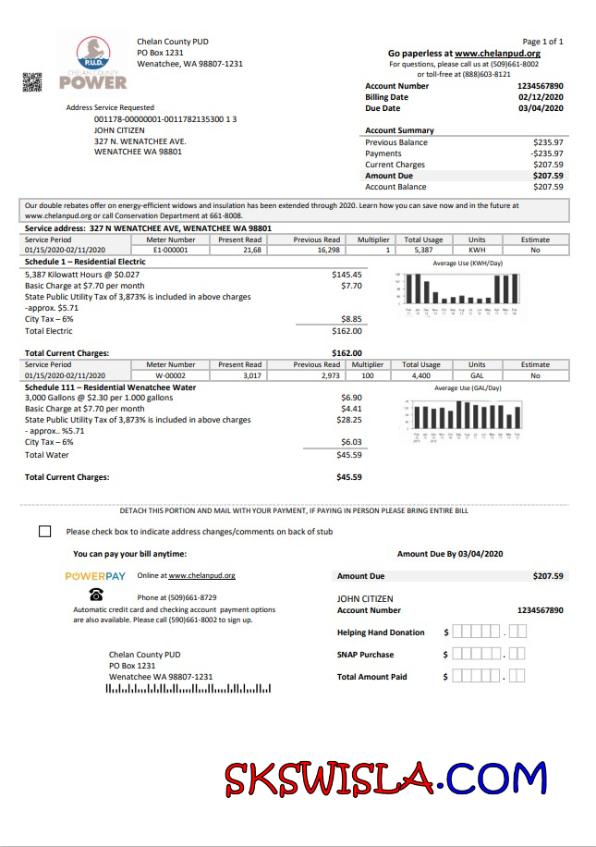 Chelan County PUD
PO Box 1231
Wenatchee, WA 98807-1231
P.U.D.
CHELAN COUNTY
POWER
Page 1 of 1
Go paperless at www.chelanpud.org
For questions, please call us at (509)661-8002
or toll-free at (888)603-8121
Account Number 1234567890
Billing Date 02/12/2020
Due Date 03/04/2020
Address Service Requested
001178-00000001-0011782135300 1 3
JOHN CITIZEN
327 N. WENATCHEE AVE.
WENATCHEE WA 98801
Account Summary
Previous Balance $235.97
Payments -$235.97
Current Charges $207.59
Amount Due $207.59
Account Balance $207.59
Our double rebates offer on energy-efficient widows and insulation has been extended through 2020. Learn how you can save now and in the future at
www.chelanpud.org or call Conservation Department at 661-8008.
Service address: 327 N WENATCHEE AVE, WENATCHEE WA 98801
Service Period Meter Number Present Read Previous Read Multiplier Total Usage Units Estimate
01/15/2020-02/11/2020 E1-000001 21,68 16,298 1 5,387 KWH No
Schedule 1 – Residential Electric
Average Use (KWH/Day)
5,387 Kilowatt Hours @ $0.027 $145.45
Basic Charge at $7.70 per month $7.70
State Public Utility Tax of 3,873% is included in above charges
-approx. $5.71
City Tax – 6% $8.85
Total Electric $162.00
Total Current Charges: $162.00
Service Period Meter Number Present Read Previous Read Multiplier Total Usage Units Estimate
01/15/2020-02/11/2020 W-00002 3,017 2,973 100 4,400 GAL No
Schedule 111 – Residential Wenatchee Water
Average Use (GAL/Day)
3,000 Gallons @ $2.30 per 1.000 gallons $6.90
Basic Charge at $7.70 per month $4.41
State Public Utility Tax of 3,873% is included in above charges $28.25
- approx.. %5.71
City Tax – 6% $6.03
Total Water $45.59
Total Current Charges: $45.59
DETACH THIS PORTION AND MAIL WITH YOUR PAYMENT, IF PAYING IN PERSON PLEASE BRING ENTIRE BILL
Please check box to indicate address changes/comments on back of stub
You can pay your bill anytime:
POWERPAY Online at www.chelanpud.org
Phone at (509)661-8729
Automatic credit card and checking account payment options
are also available. Please call (590)661-8002 to sign up.
Chelan County PUD
PO Box 1231
Wenatchee WA 98807-1231
Amount Due By 03/04/2020
Amount Due $207.59
JOHN CITIZEN
Account Number 1234567890
Helping Hand Donation $ .
SNAP Purchase $ .
Total Amount Paid $ .
SKSWISLA.COM